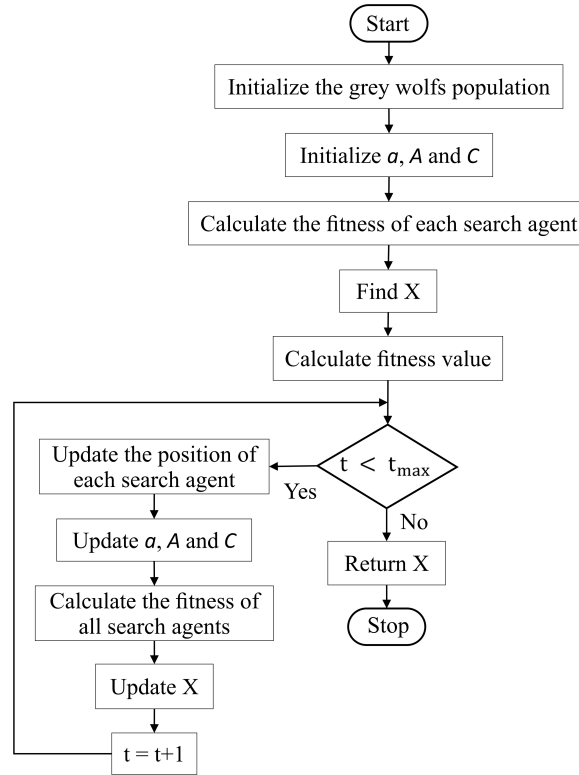 Start
Initialize the grey wolfs population
Initialize a, A and C
Calculate the fitness of each search agent
Find X
Calculate fitness value
t < tmax
Yes
No
Update the position of
each search agent
Update a, A and C
Calculate the fitness of
all search agents
Update X
t = t+1
Return X
Stop